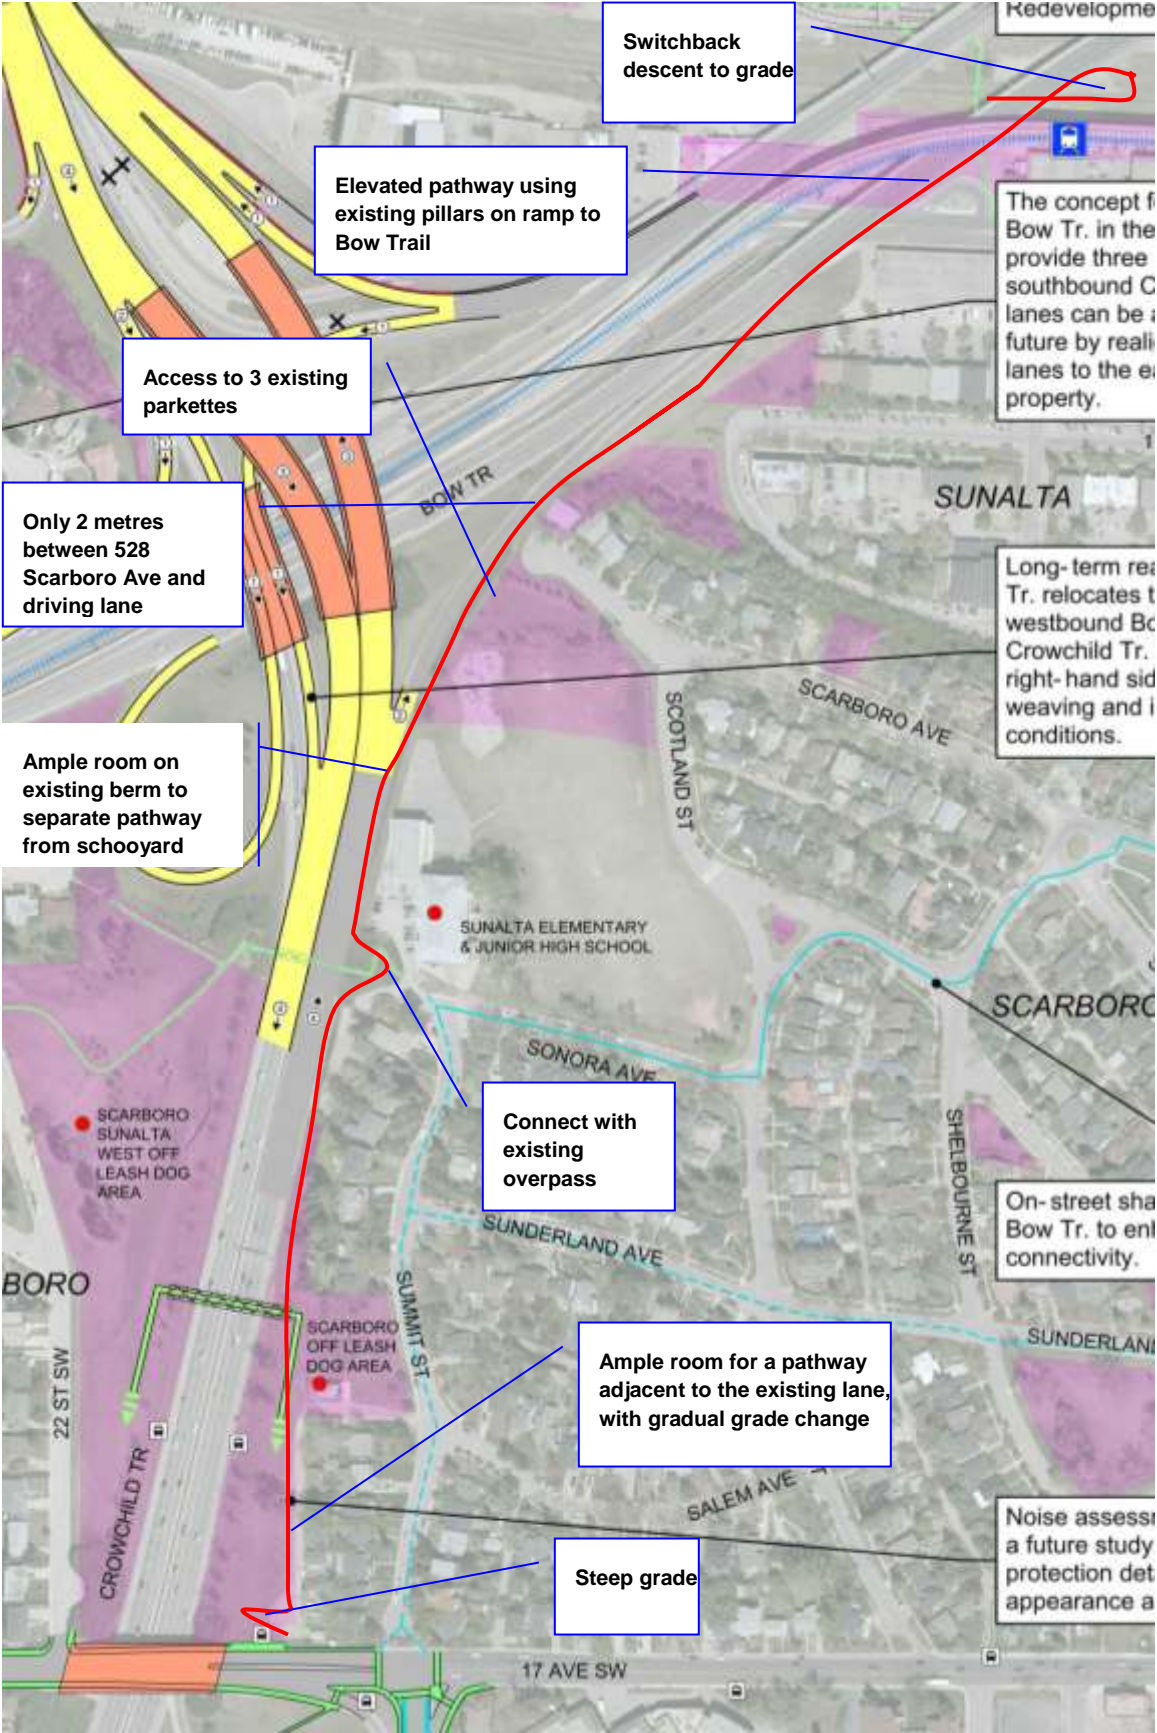 Redevelopme
Switchback
descent to grade
Elevated pathway using
existing pillars on ramp to
Bow Trail
The concept f
Bow Tr. in the
provide three
southbound C
lanes can be a
future by reali
lanes to the ea
property.
Access to 3 existing
parkettes
BOW TR
SUNALTA
Only 2 metres
between 528
Scarboro Ave and
driving lane
Long-term rea
Tr. relocates t
westbound Bo
Crowchild Tr.
right-hand sid
weaving and i
conditions.
SCARBORO AVE
SCOTLAND ST
Ample room on
existing berm to
separate pathway
from schooyard
SUNALTA ELEMENTARY
& JUNIOR HIGH SCHOOL
SCARBORO
SONORA AVE
SCARBORO
SUNALTA
WEST OFF
LEASH DOG
AREA
Connect with
existing
overpass
SHELBOURNE ST
On-street sha
Bow Tr. to enh
connectivity.
SUNDERLAND AVE
BORO
SUMMIT ST
SCARBORO
OFF LEASH
DOG AREA
SUNDERLAND
Ample room for a pathway
adjacent to the existing lane,
with gradual grade change
22 ST SW
CROWCHILD TR
SALEM AVE
Noise assessm
a future study
protection deta
appearance a
Steep grade
17 AVE SW